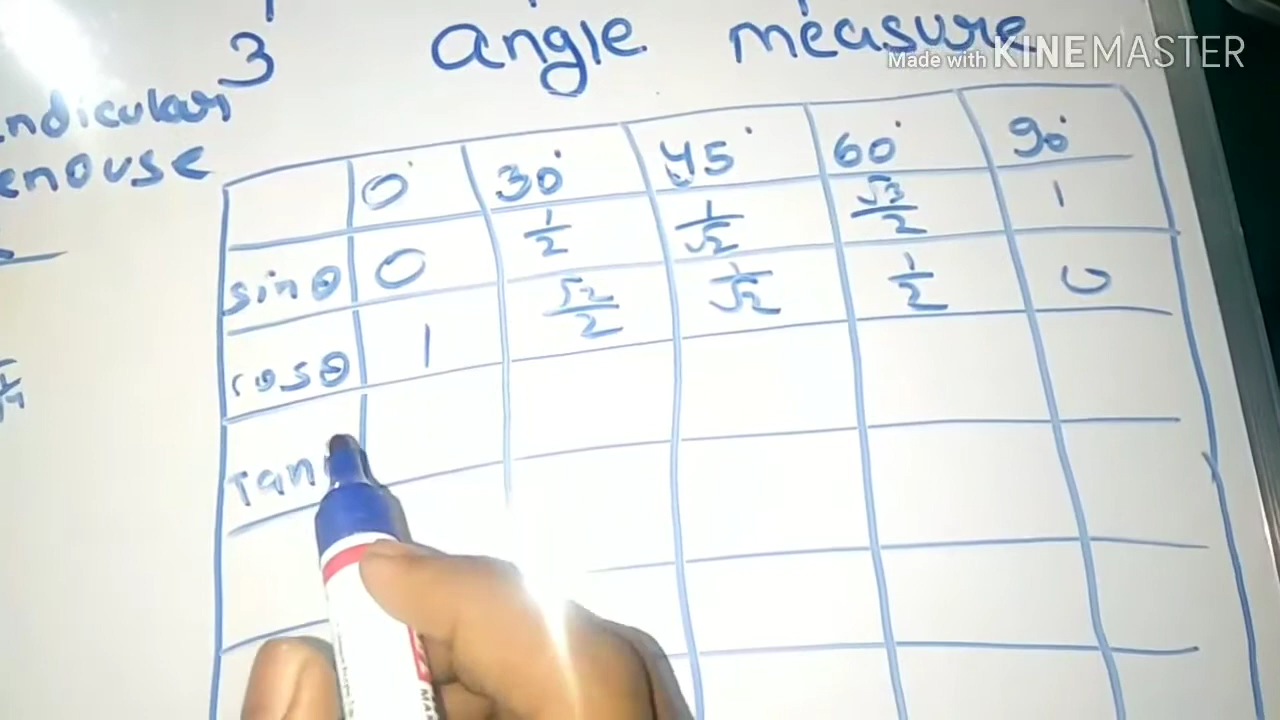 3 angle measure
Made with KINEMASTER
ndicular
enouse
0° 30° 45° 60° 90°
sinθ 0 1/2 1/√2 √3/2 1
cosθ 1 √2/2 1/√2 1/2 0
Tan